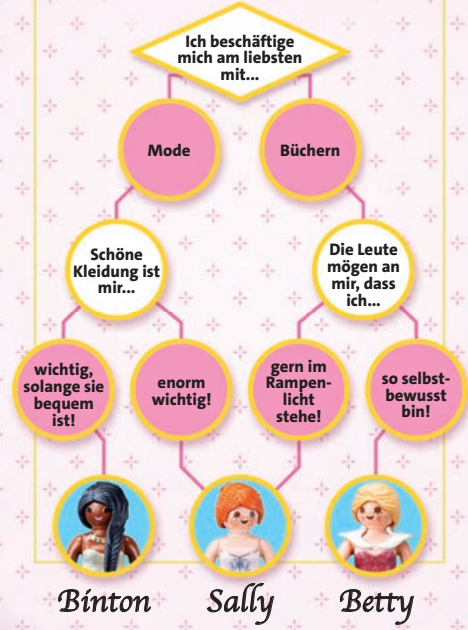 Ich beschäftige
mich am liebsten
mit...
Mode
Büchern
Schöne
Kleidung ist
mir...
Die Leute
mögen an
mir, dass
ich...
wichtig,
solange sie
bequem
ist!
enorm
wichtig!
gern im
Rampen-
licht
stehe!
so selbst-
bewusst
bin!
Binton
Sally
Betty